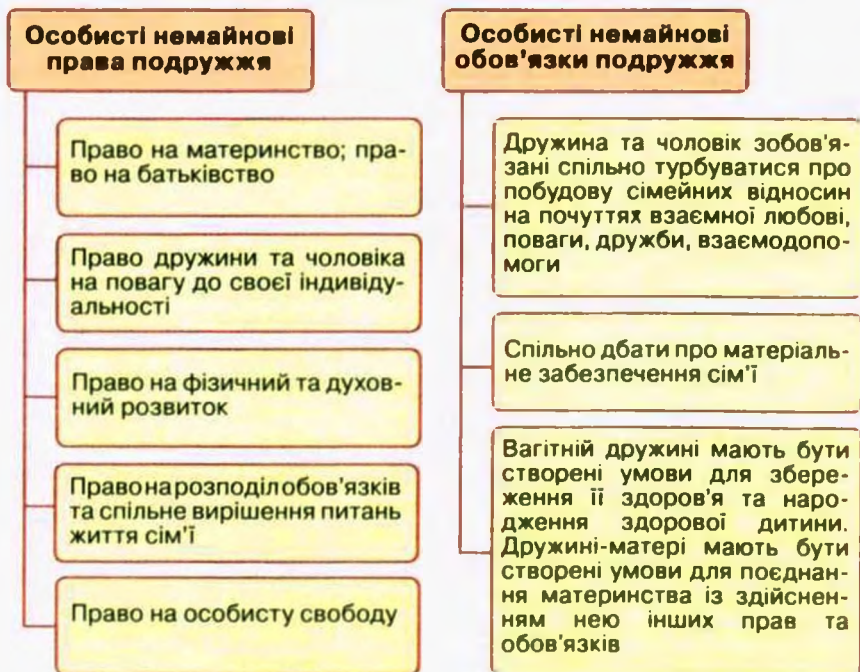 Особисті немайнові
права подружжя
Право на материнство; пра-
во на батьківство
Право дружини та чоловіка
на повагу до своєї індивіду-
альності
Право на фізичний та духов-
ний розвиток
Право на розподіл обов'язків
та спільне вирішення питань
життя сім'ї
Право на особисту свободу
Особисті немайнові
обов'язки подружжя
Дружина та чоловік зобов'я-
зані спільно турбуватися про
побудову сімейних відносин
на почуттях взаємної любові,
поваги, дружби, взаємодопо-
моги
Спільно дбати про матеріаль-
не забезпечення сім'ї
Вагітній дружині мають бути
створені умови для збере-
ження її здоров'я та наро-
дження здорової дитини.
Дружині-матері мають бути
створені умови для поєднан-
ня материнства із здійснен-
ням нею інших прав та
обов'язків